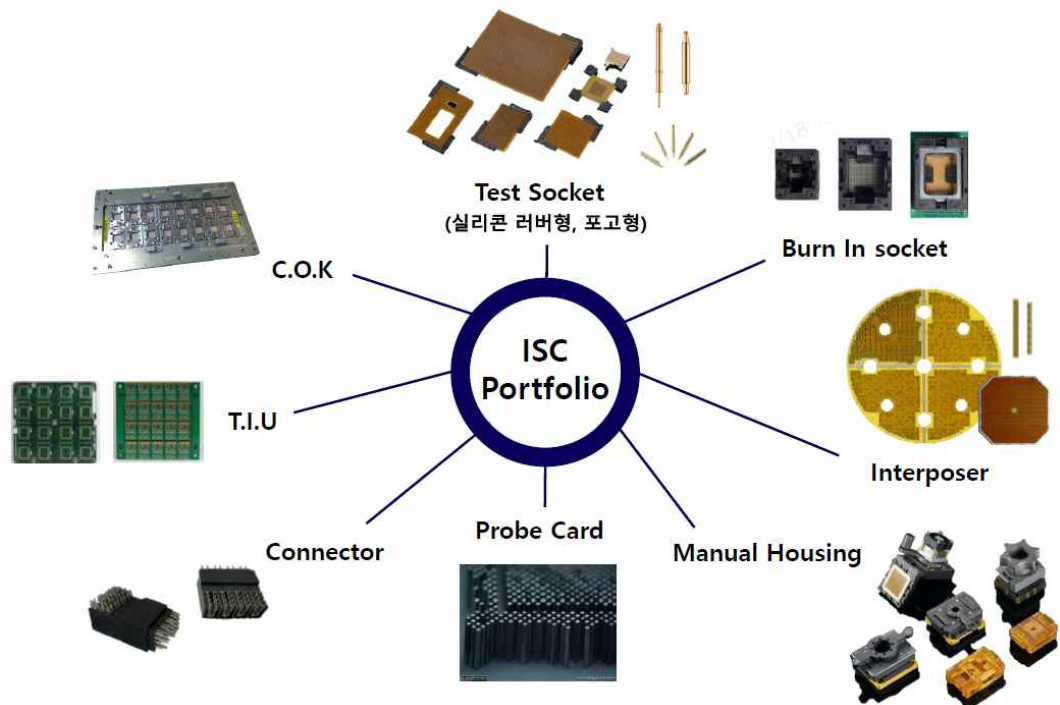 Test Socket
(실리콘 러버형, 포고형)
Burn In socket
C.O.K
ISC
Portfolio
T.I.U
Interposer
Connector
Probe Card
Manual Housing